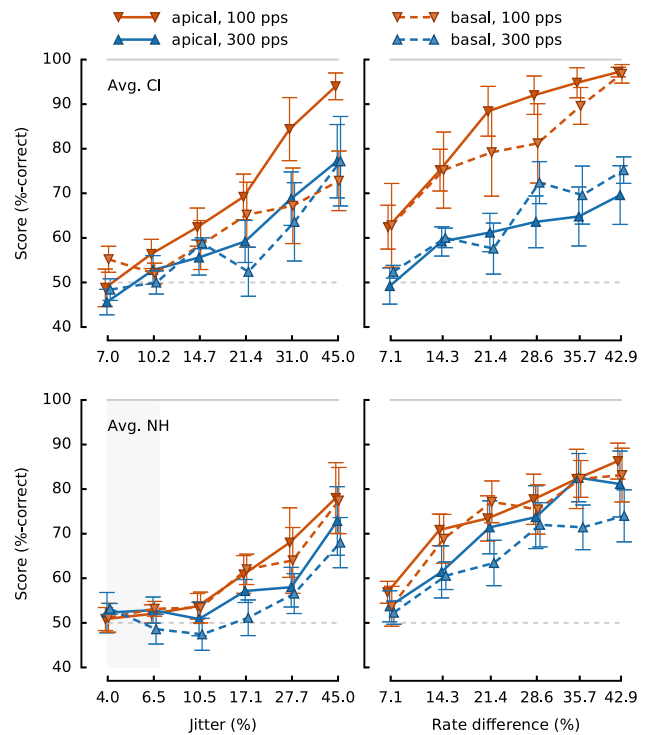 apical, 100 pps basal, 100 pps
apical, 300 pps basal, 300 pps
100
Avg. CI
90
80
70
60
50
40
Score (%-correct)
7.0 10.2 14.7 21.4 31.0 45.0
7.1 14.3 21.4 28.6 35.7 42.9
100
Avg. NH
90
80
70
60
50
40
Score (%-correct)
4.0 6.5 10.5 17.1 27.7 45.0
7.1 14.3 21.4 28.6 35.7 42.9
Jitter (%) Rate difference (%)